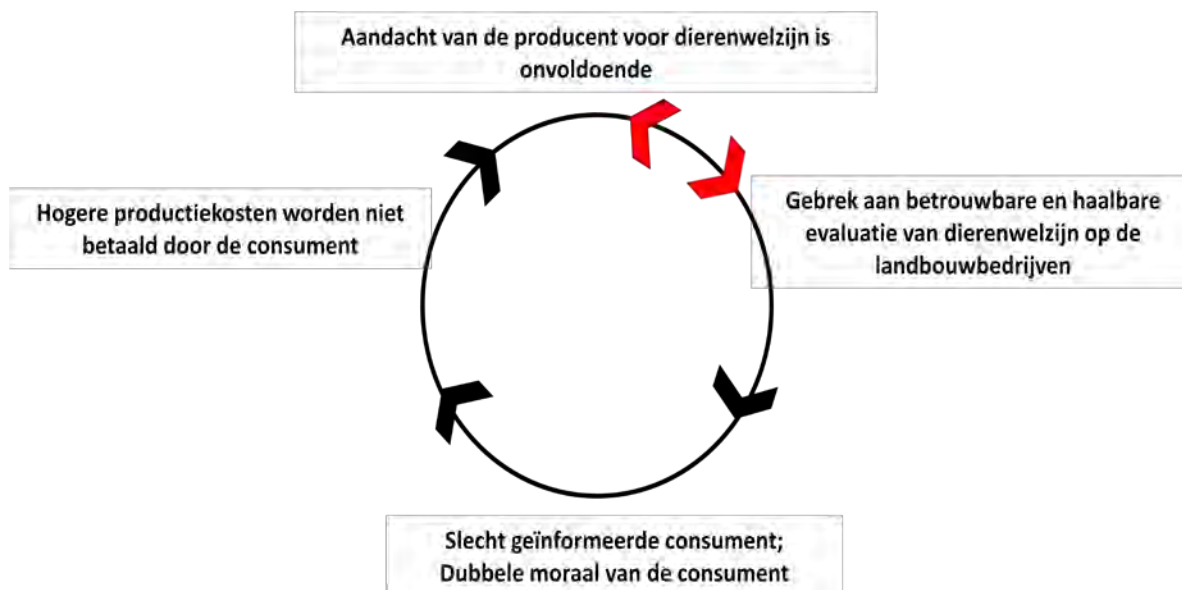 Aandacht van de producent voor dierenwelzijn is
onvoldoende
Hogere productiekosten worden niet
betaald door de consument
Gebrek aan betrouwbare en haalbare
evaluatie van dierenwelzijn op de
landbouwbedrijven
Slecht geïnformeerde consument;
Dubbele moraal van de consument